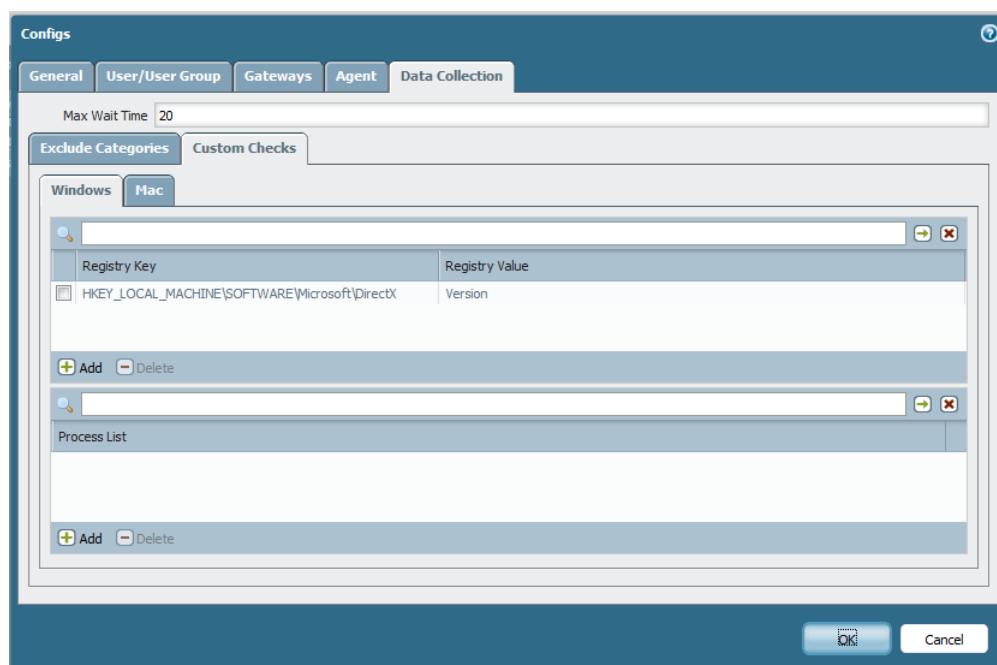 Configs
General User/User Group Gateways Agent Data Collection
Max Wait Time 20
Exclude Categories Custom Checks
Windows Mac
Registry Key Registry Value
HKEY_LOCAL_MACHINE\SOFTWARE\Microsoft\DirectX Version
Add Delete
Process List
Add Delete
OK Cancel